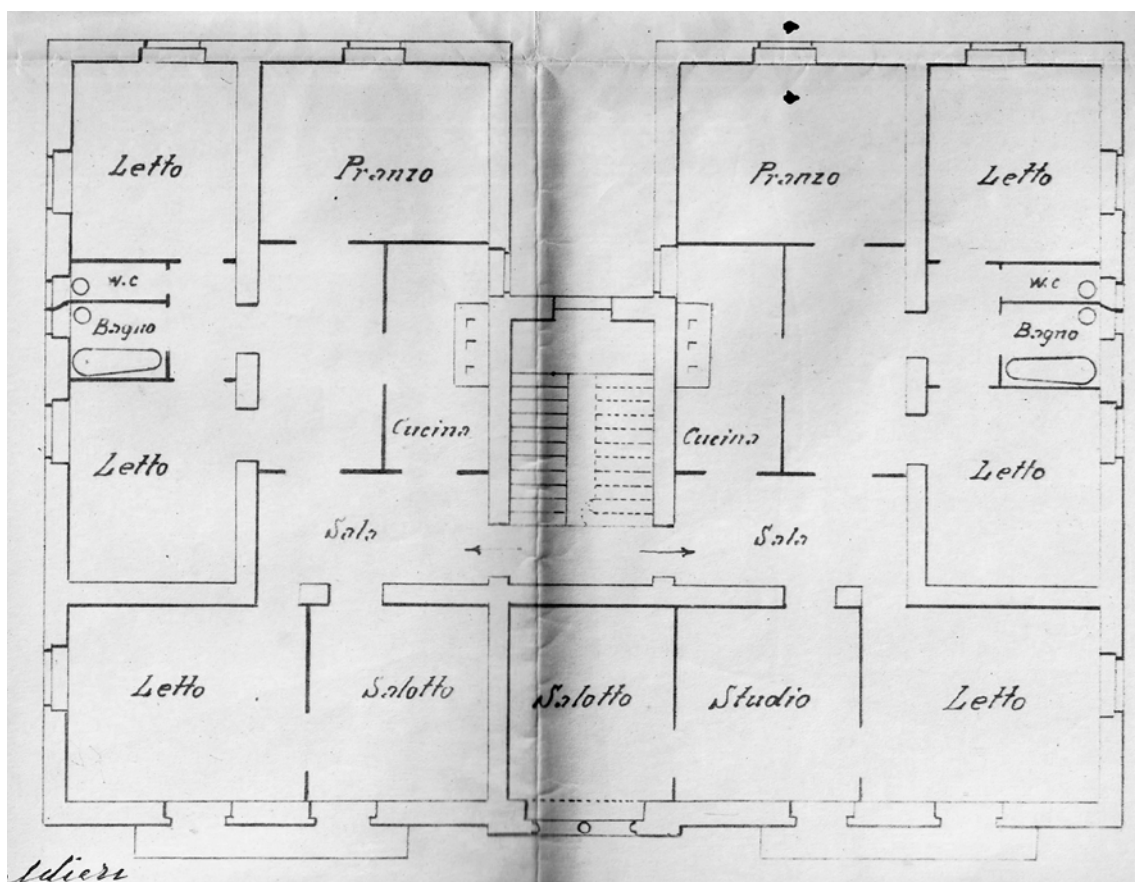 Letto
Pranzo
Pranzo
Letto
w.c
w.c
Bagno
Bagno
Cucina
Cucina
Letto
Letto
Sala
Sala
Letto
Salotto
Salotto
Studio
Letto